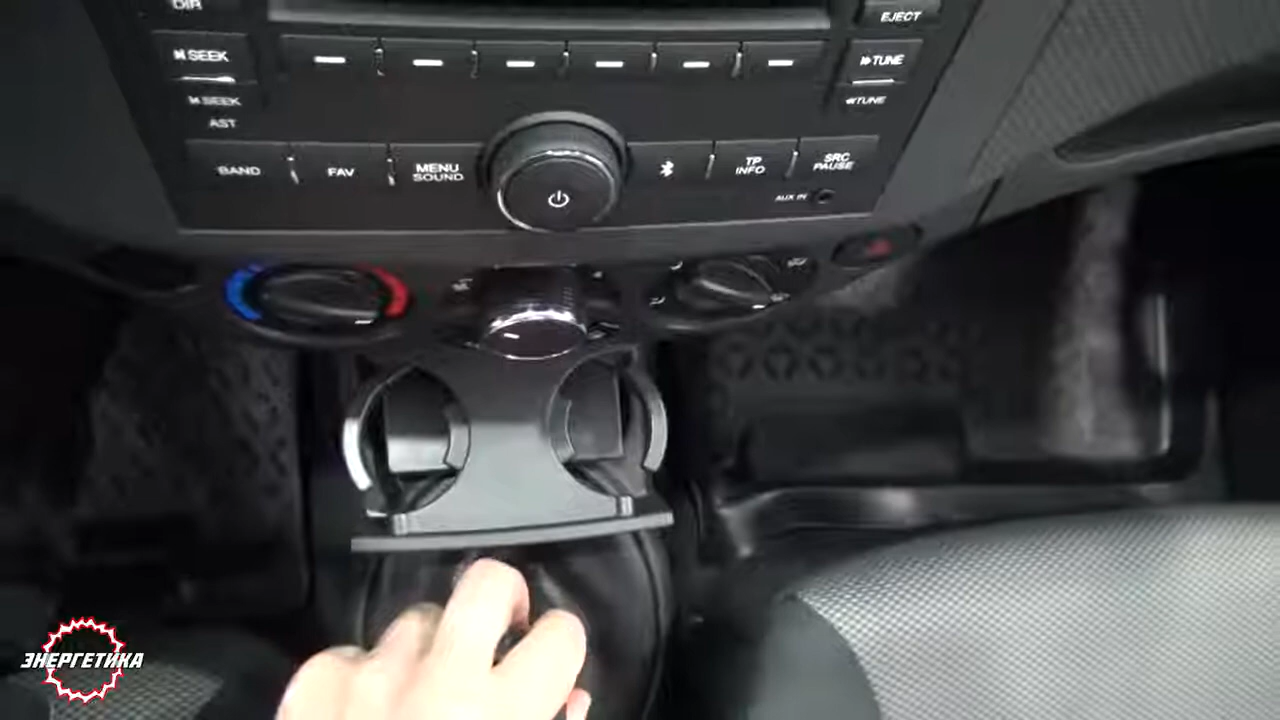 DIR
EJECT
SEEK
TUNE
SEEK
TUNE
AST
BAND
FAV
MENU
SOUND
TP
INFO
SRC
PAUSE
AUX IN
ЭНЕРГЕТИКА